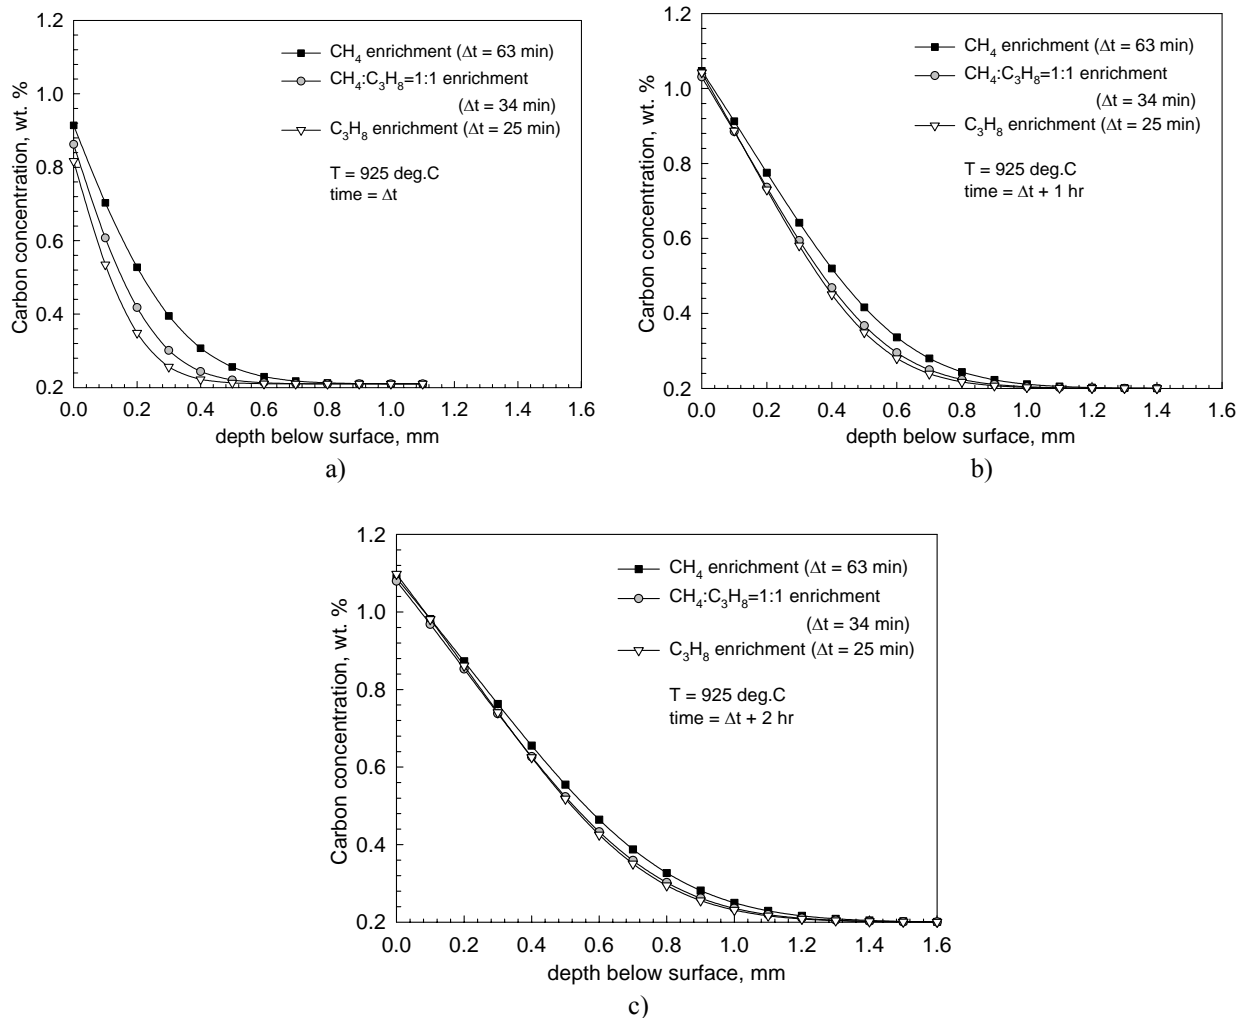 1.2
1.0
0.8
0.6
0.4
0.2
Carbon concentration, wt. %
CH4 enrichment (Δt = 63 min)
CH4:C3H8=1:1 enrichment
(Δt = 34 min)
C3H8 enrichment (Δt = 25 min)
T = 925 deg.C
time = Δt
0.0 0.2 0.4 0.6 0.8 1.0 1.2 1.4 1.6
depth below surface, mm
a)
1.2
1.0
0.8
0.6
0.4
0.2
Carbon concentration, wt. %
CH4 enrichment (Δt = 63 min)
CH4:C3H8=1:1 enrichment
(Δt = 34 min)
C3H8 enrichment (Δt = 25 min)
T = 925 deg.C
time = Δt + 1 hr
0.0 0.2 0.4 0.6 0.8 1.0 1.2 1.4 1.6
depth below surface, mm
b)
1.2
1.0
0.8
0.6
0.4
0.2
Carbon concentration, wt. %
CH4 enrichment (Δt = 63 min)
CH4:C3H8=1:1 enrichment
(Δt = 34 min)
C3H8 enrichment (Δt = 25 min)
T = 925 deg.C
time = Δt + 2 hr
0.0 0.2 0.4 0.6 0.8 1.0 1.2 1.4 1.6
depth below surface, mm
c)